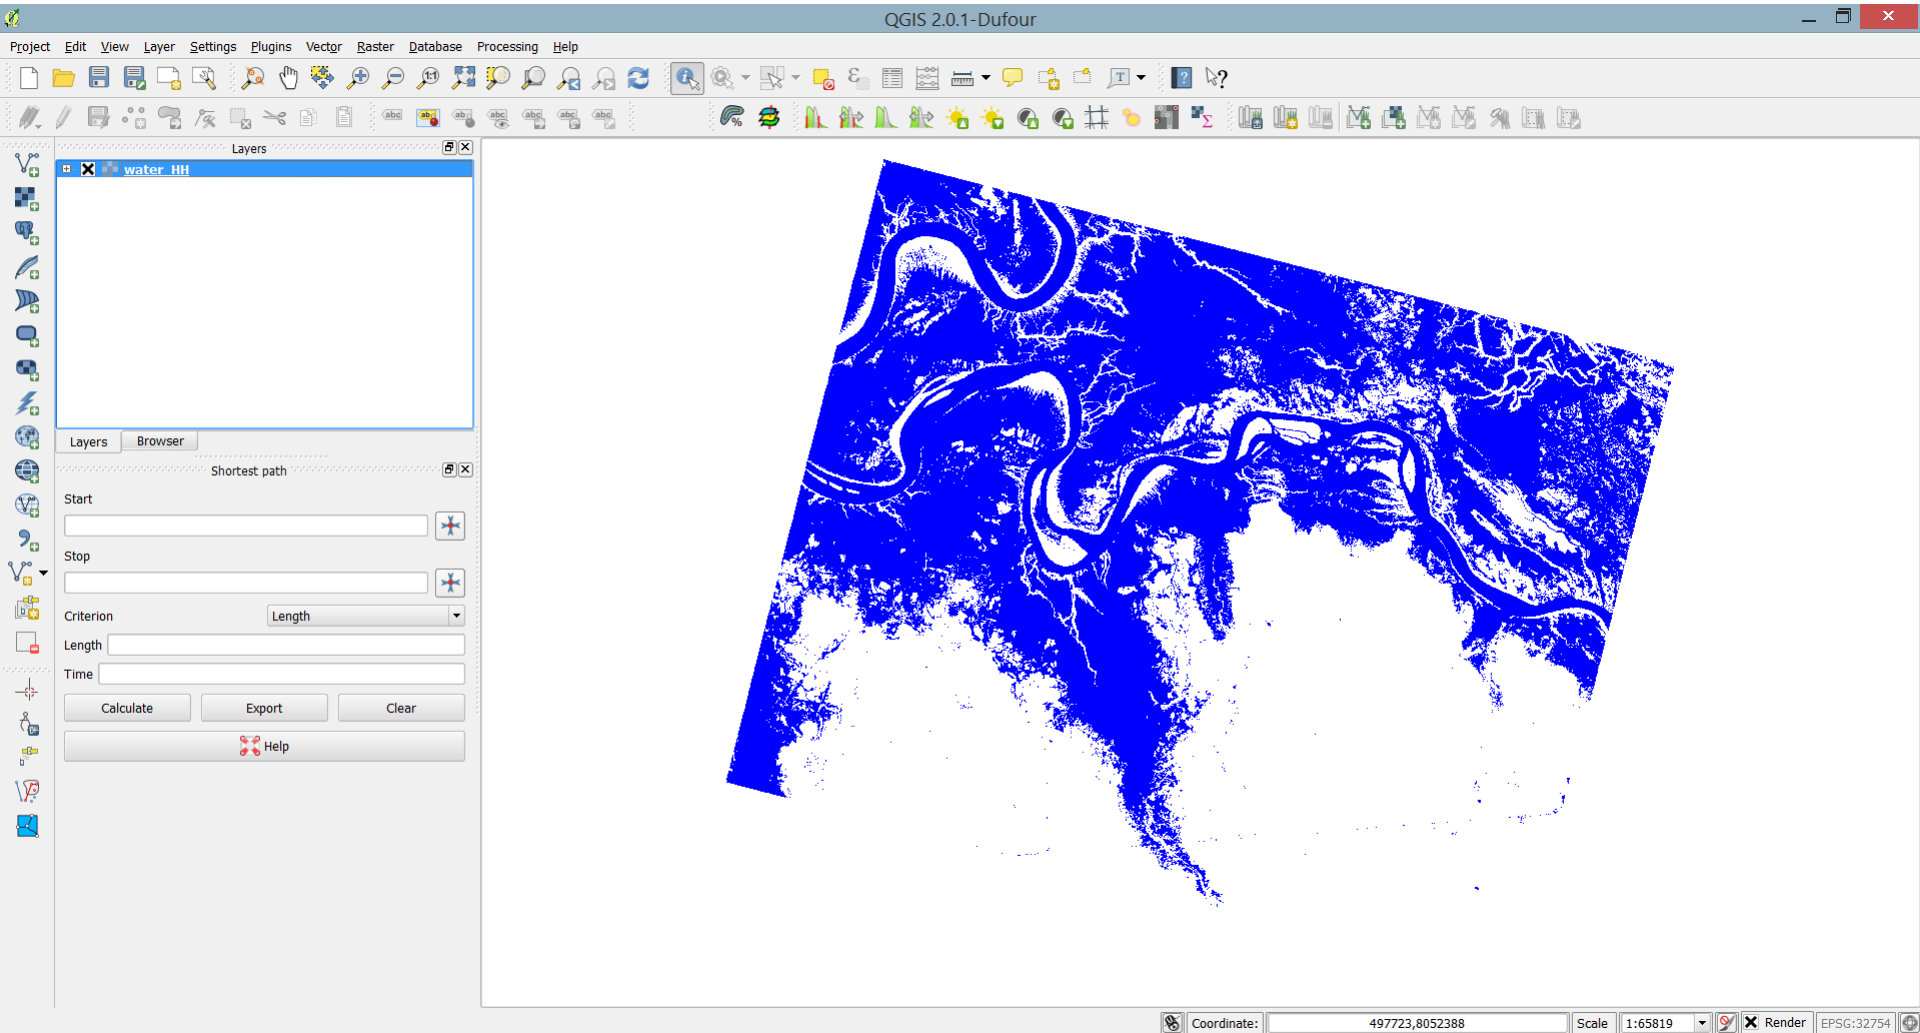 QGIS 2.0.1-Dufour
Project Edit View Layer Settings Plugins Vector Raster Database Processing Help
Layers
water_HH
Layers Browser
Shortest path
Start
Stop
Criterion Length
Length
Time
Calculate Export Clear
Help
Coordinate: 497723,8052388 Scale 1:65819 Render EPSG:32754